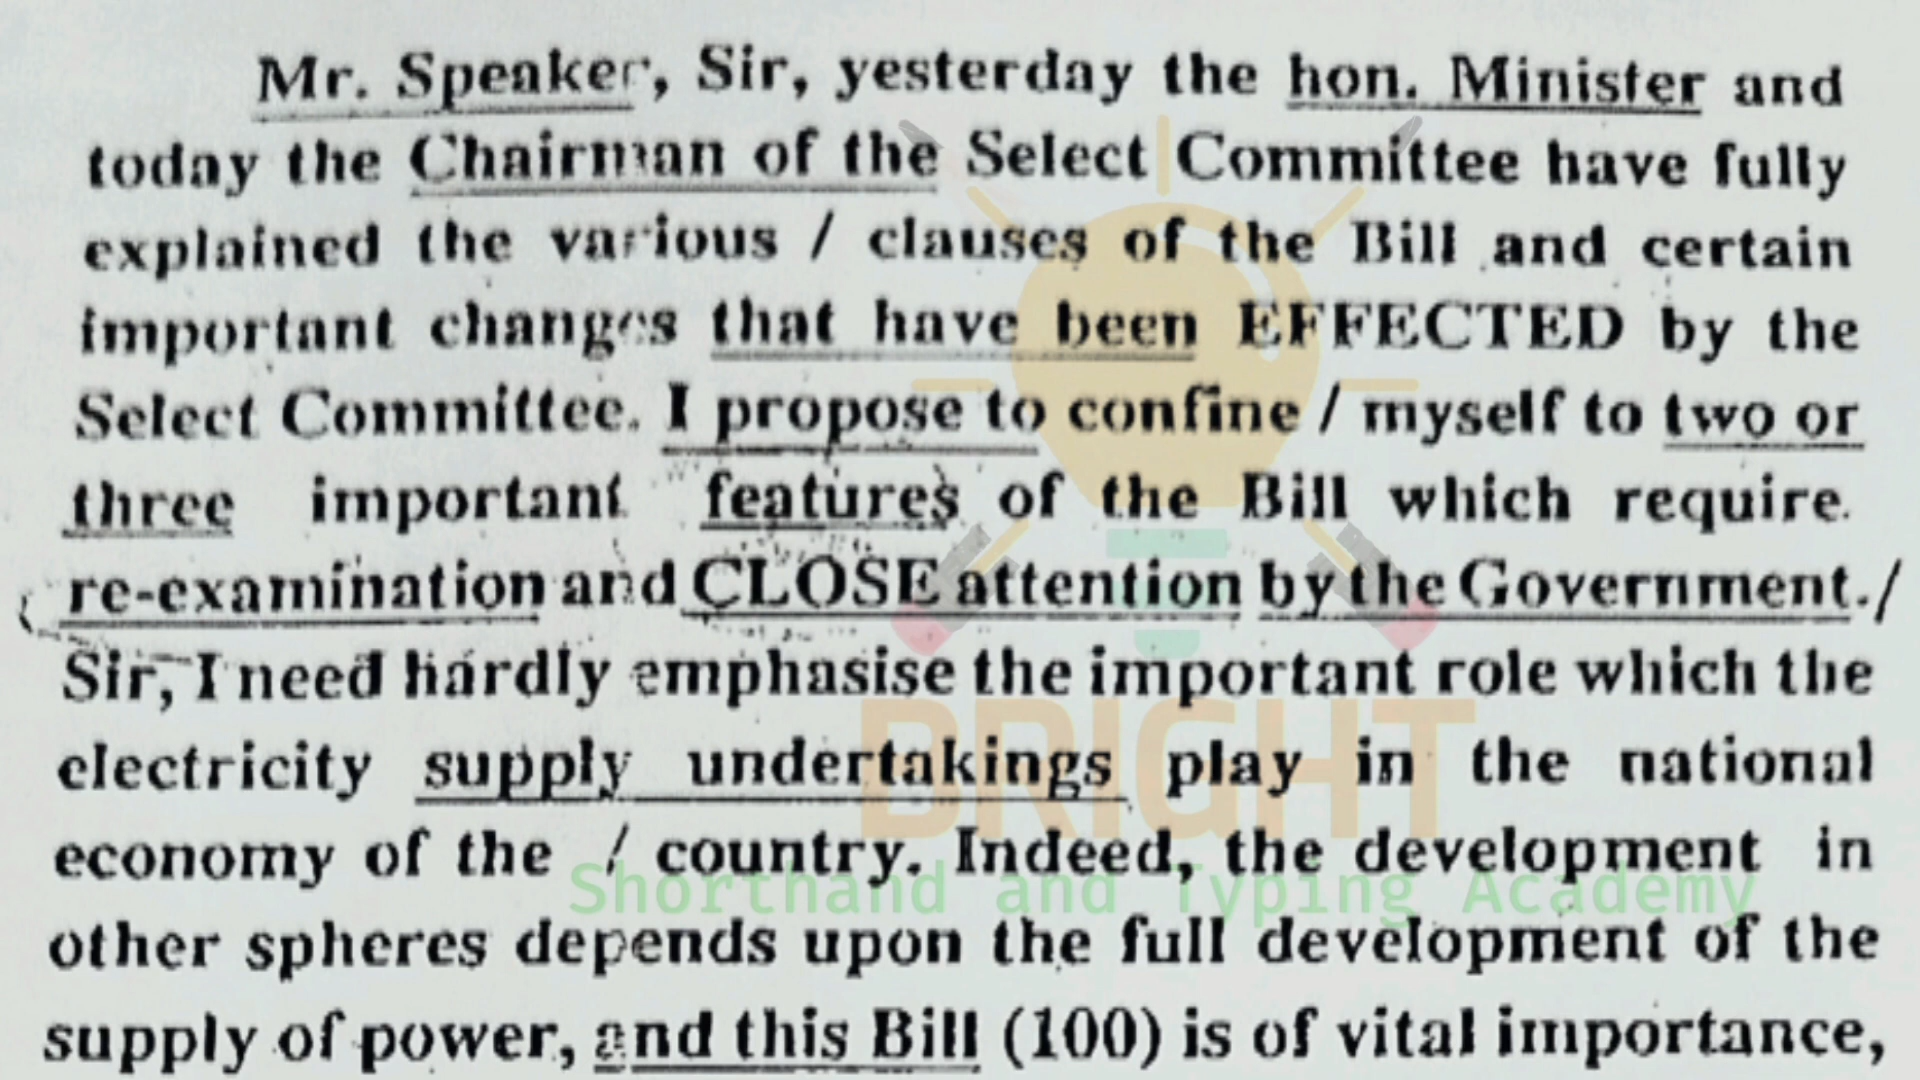 Mr. Speaker, Sir, yesterday the hon. Minister and
today the Chairman of the Select Committee have fully
explained the various / clauses of the Bill and certain
important changes that have been EFFECTED by the
Select Committee. I propose to confine / myself to two or
three important features of the Bill which require
re-examination and CLOSE attention by the Government. /
Sir, I need hardly emphasise the important role which the
electricity supply undertakings play in the national
economy of the / country. Indeed, the development in
other spheres depends upon the full development of the
supply of power, and this Bill (100) is of vital importance,
BRIGHT
Shorthand and Typing Academy